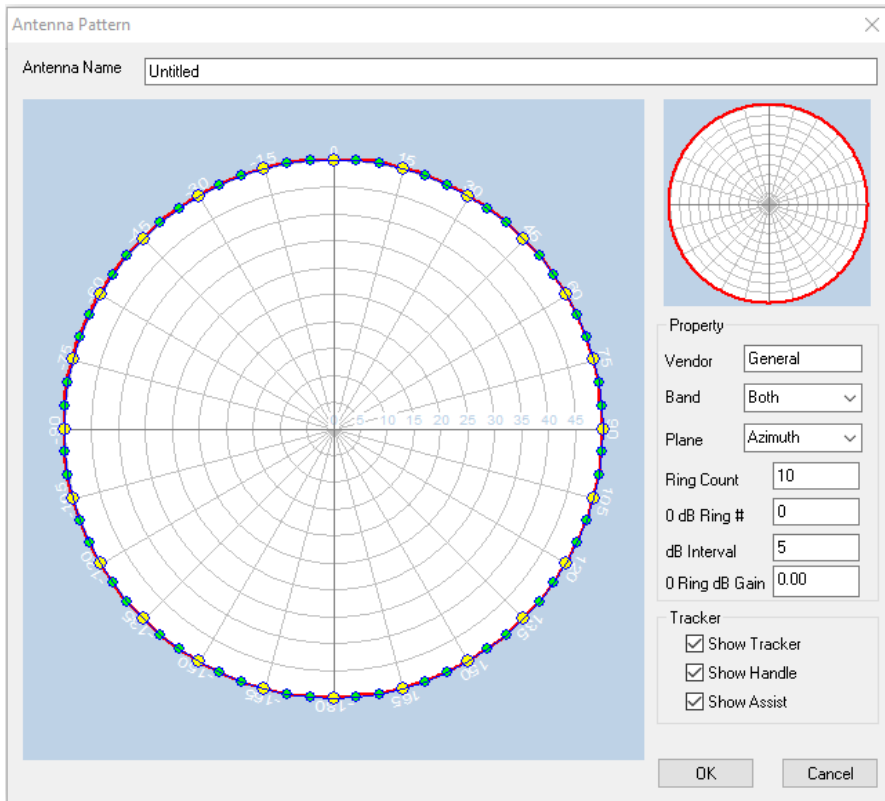 Antenna Pattern
Antenna Name Untitled
0
-15 15
-30 30
-45 45
-60 60
-75 75
0 5 10 15 20 25 30 35 40 45
-90 90
-105 105
-120 120
-135 135
-150 150
-165 165
-180
Property
Vendor General
Band Both
Plane Azimuth
Ring Count 10
0 dB Ring # 0
dB Interval 5
0 Ring dB Gain 0.00
Tracker
Show Tracker
Show Handle
Show Assist
OK Cancel